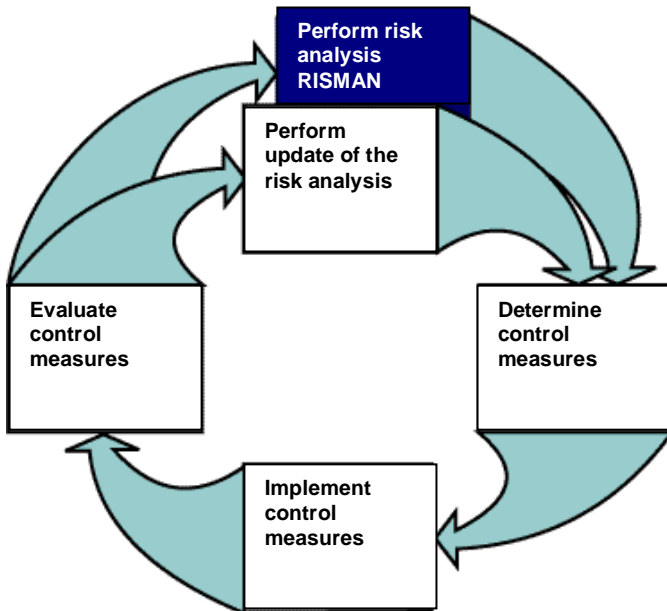 Perform risk
analysis
RISMAN
Perform
update of the
risk analysis
Evaluate
control
measures
Determine
control
measures
Implement
control
measures